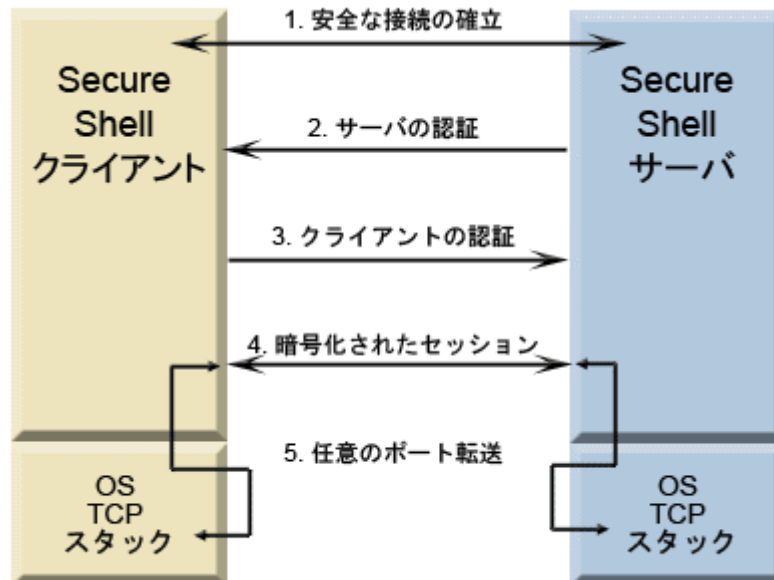 1. 安全な接続の確立
Secure
Shell
クライアント
Secure
Shell
サーバ
2. サーバの認証
3. クライアントの認証
4. 暗号化されたセッション
5. 任意のポート転送
OS
TCP
スタック
OS
TCP
スタック